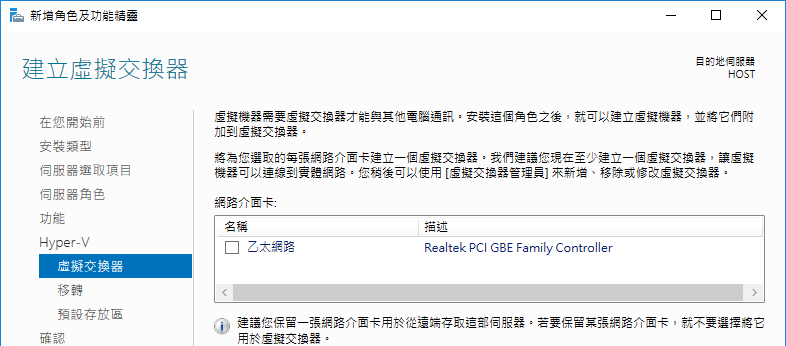 新增角色及功能精靈
建立虛擬交換器
目的地伺服器
HOST
在您開始前
安裝類型
伺服器選取項目
伺服器角色
功能
Hyper-V
虛擬交換器
移轉
預設存放區
確認
虛擬機器需要虛擬交換器才能與其他電腦通訊。安裝這個角色之後，就可以建立虛擬機器，並將它們附
加到虛擬交換器。
將為您選取的每張網路介面卡建立一個虛擬交換器。我們建議您現在至少建立一個虛擬交換器，讓虛擬
機器可以連線到實體網路。您稍後可以使用 [虛擬交換器管理員] 來新增、移除或修改虛擬交換器。
網路介面卡:
名稱 描述
乙太網路 Realtek PCI GBE Family Controller
建議您保留一張網路介面卡用於從遠端存取這部伺服器。若要保留某張網路介面卡，就不要選擇將它
用於虛擬交換器。